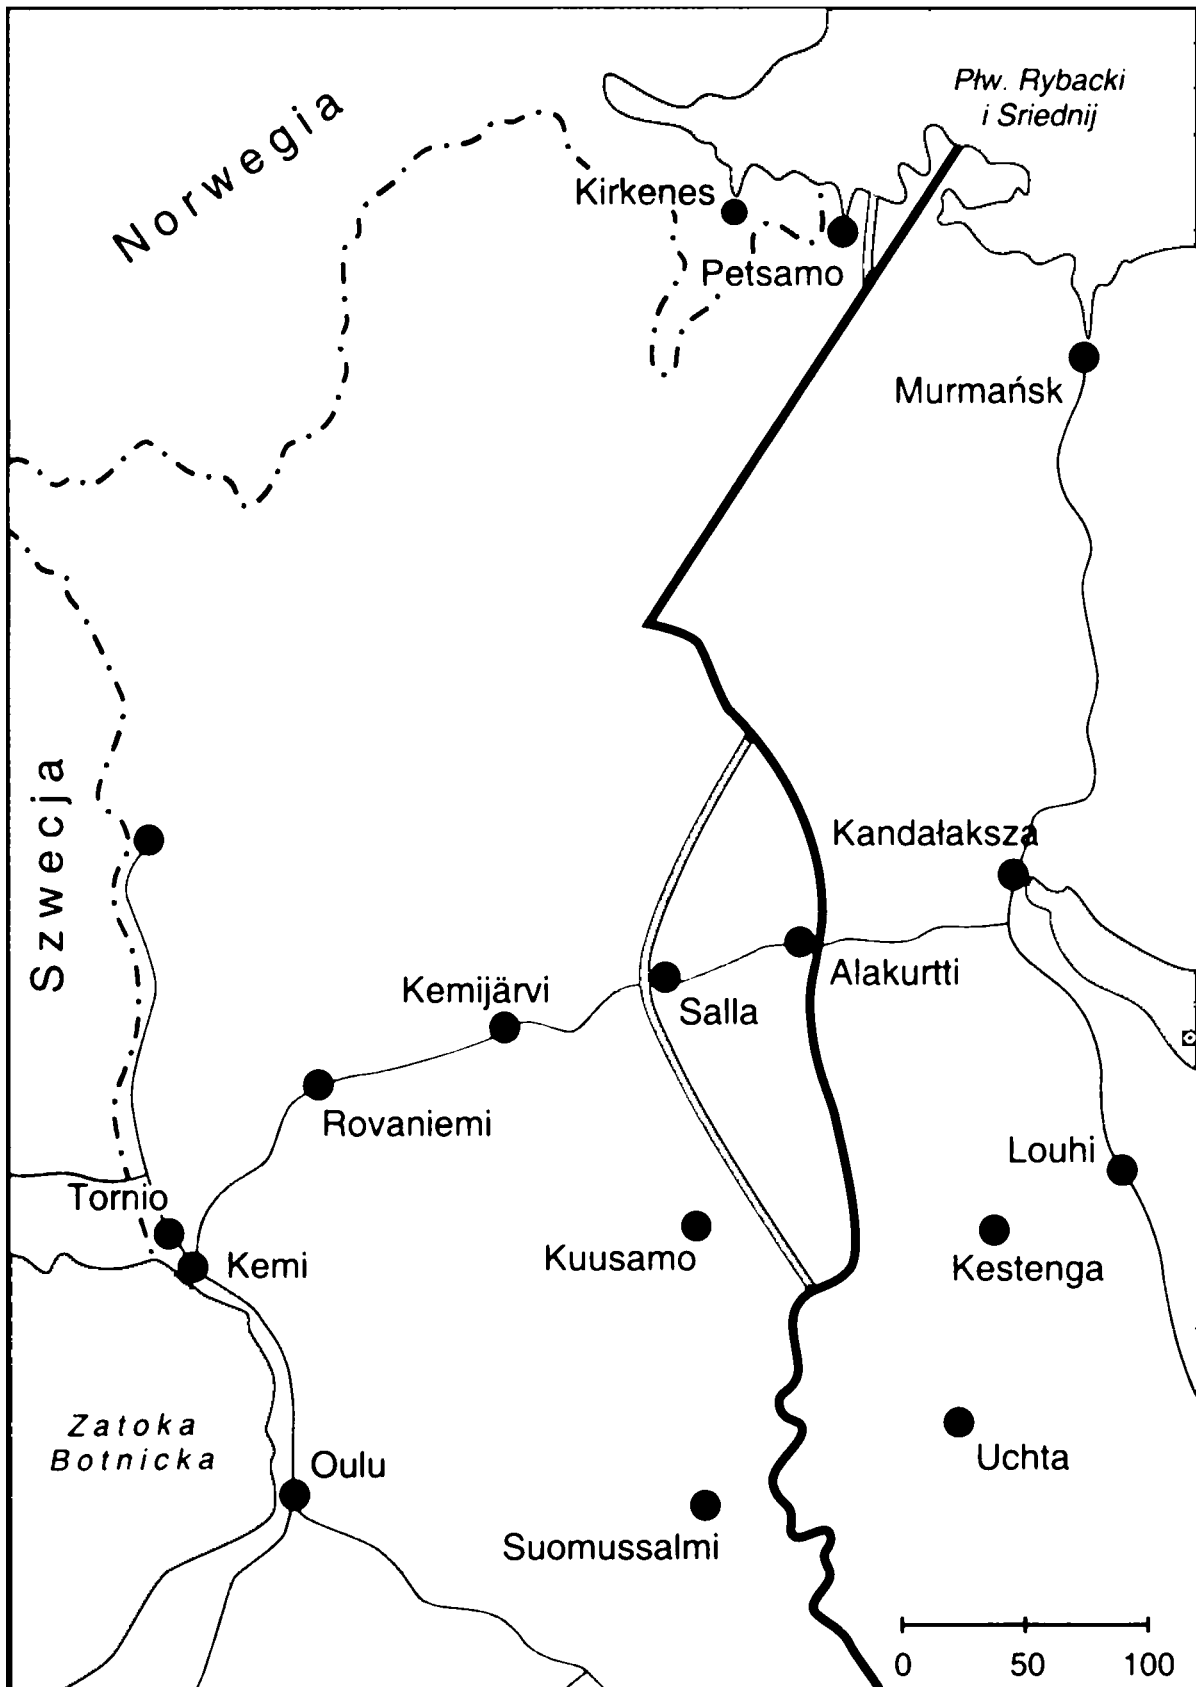 Norwegia
Płw. Rybacki
i Sriednij
Kirkenes
Petsamo
Murmańsk
Szwecja
Kandałaksza
Alakurtti
Kemijärvi
Salla
Rovaniemi
Louhi
Tornio
Kemi
Kuusamo
Kestenga
Zatoka
Botnicka
Oulu
Uchta
Suomussalmi
0 50 100